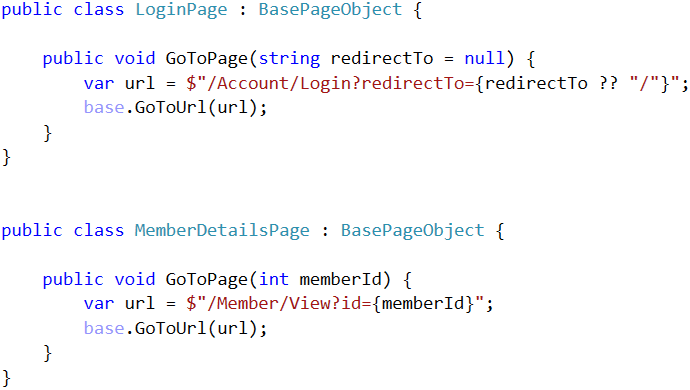 public class LoginPage : BasePageObject {
public void GoToPage(string redirectTo = null) {
var url = $"/Account/Login?redirectTo={redirectTo ?? "/"}";
base.GoToUrl(url);
}
}
public class MemberDetailsPage : BasePageObject {
public void GoToPage(int memberId) {
var url = $"/Member/View?id={memberId}";
base.GoToUrl(url);
}
}